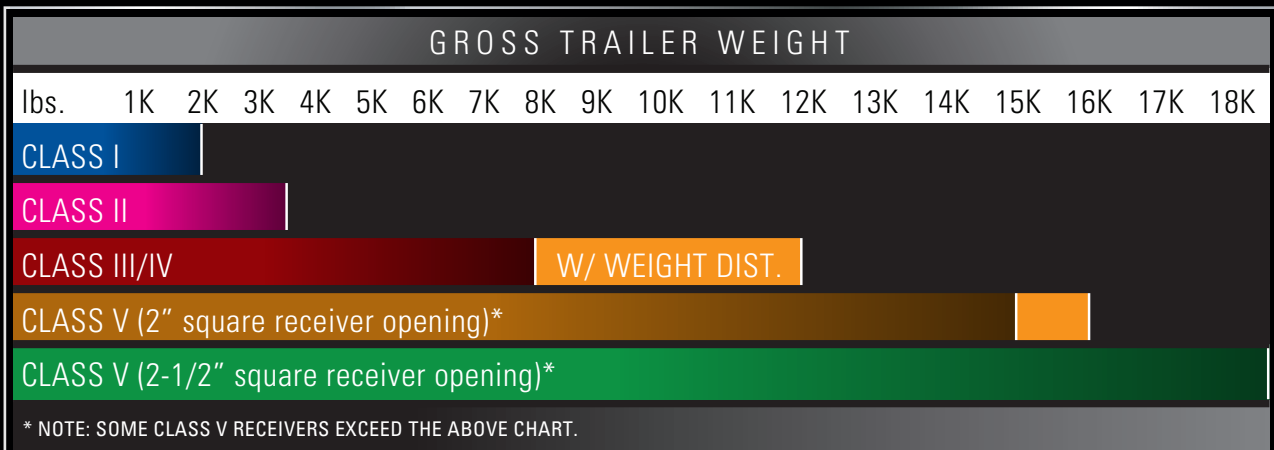 GROSS TRAILER WEIGHT
lbs. 1K 2K 3K 4K 5K 6K 7K 8K 9K 10K 11K 12K 13K 14K 15K 16K 17K 18K
CLASS I
CLASS II
CLASS III/IV W/ WEIGHT DIST.
CLASS V (2” square receiver opening)*
CLASS V (2-1/2” square receiver opening)*
* NOTE: SOME CLASS V RECEIVERS EXCEED THE ABOVE CHART.